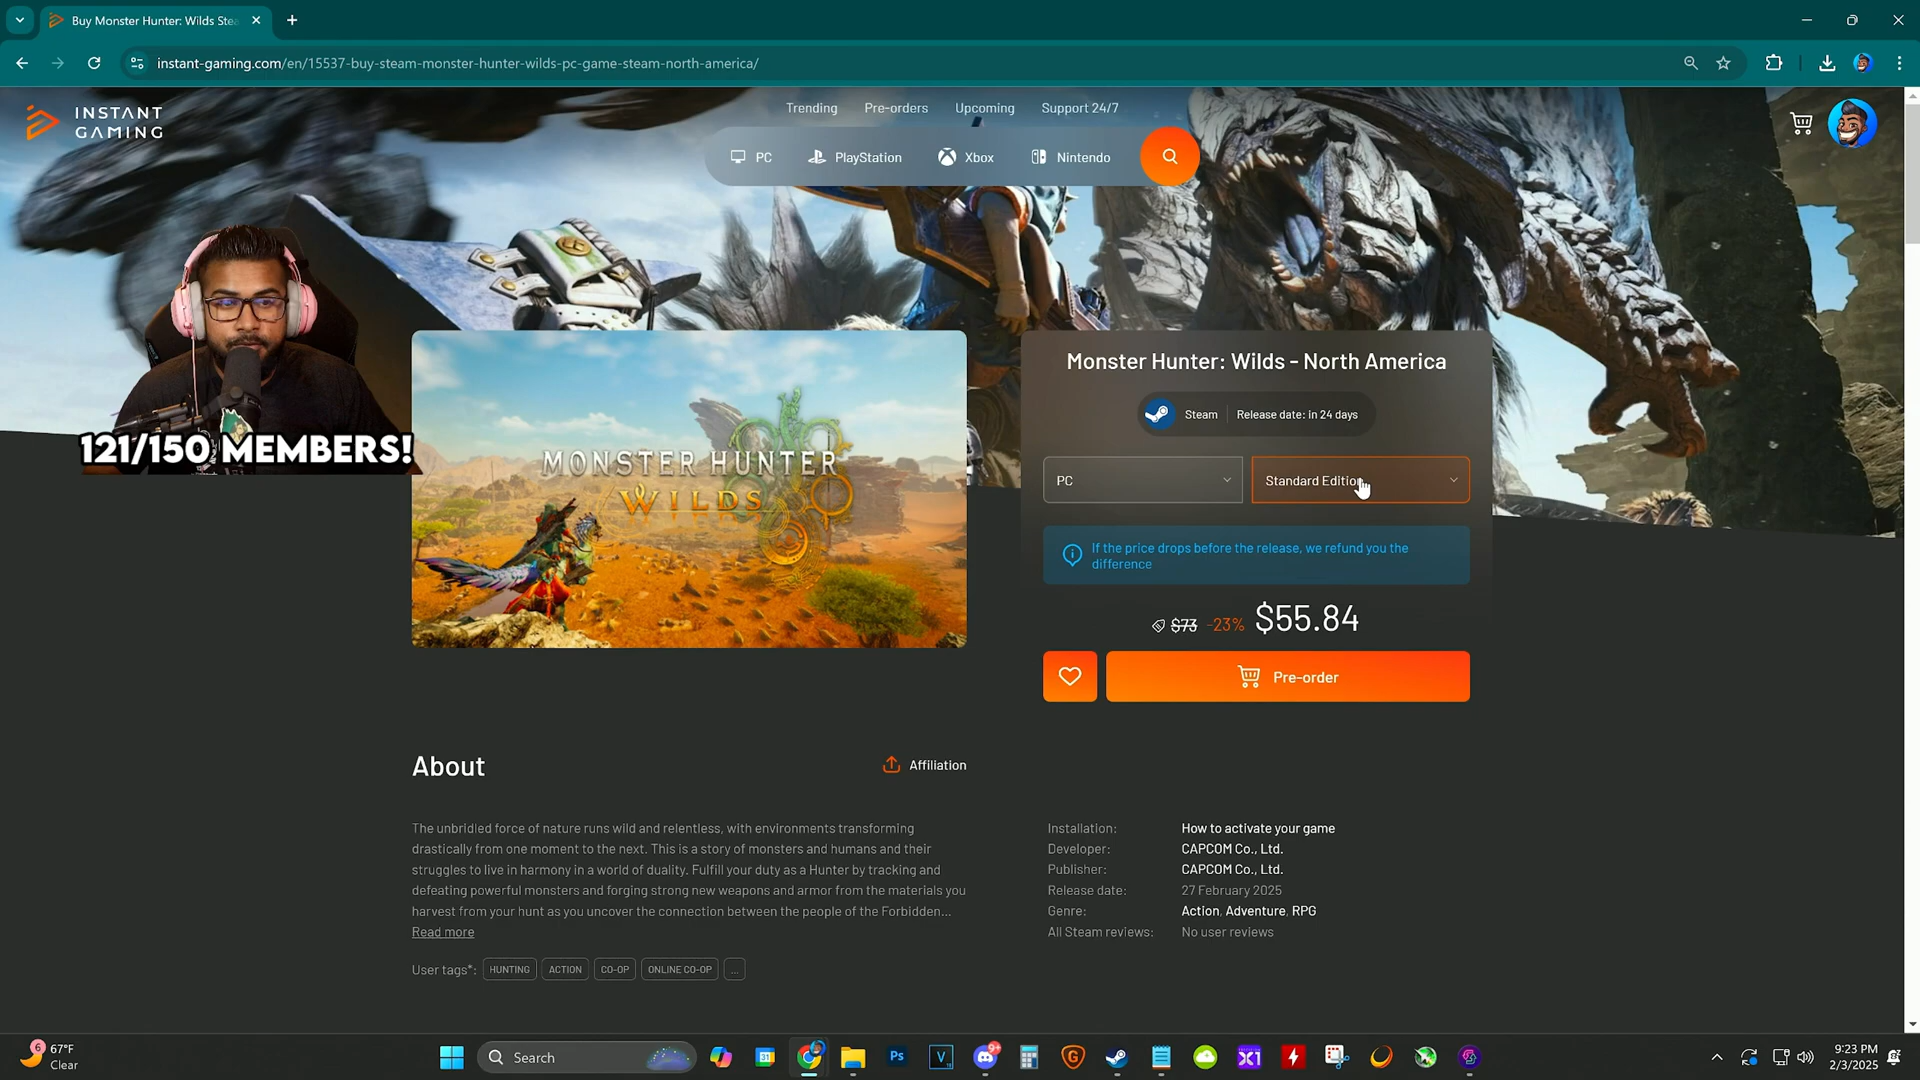 Buy Monster Hunter: Wilds Stea
instant-gaming.com/en/15537-buy-steam-monster-hunter-wilds-pc-game-steam-north-america/
INSTANT
GAMING
Trending
Pre-orders
Upcoming
Support 24/7
PC
PlayStation
Xbox
Nintendo
121/150 MEMBERS!
MONSTER HUNTER
WILDS
Monster Hunter: Wilds - North America
Steam
Release date: in 24 days
PC
Standard Edition
If the price drops before the release, we refund you the
difference
$73 -23% $55.84
Pre-order
About
Affiliation
The unbridled force of nature runs wild and relentless, with environments transforming
drastically from one moment to the next. This is a story of monsters and humans and their
struggles to live in harmony in a world of duality. Fulfill your duty as a Hunter by tracking and
defeating powerful monsters and forging strong new weapons and armor from the materials you
harvest from your hunt as you uncover the connection between the people of the Forbidden...
Read more
User tags*: HUNTING ACTION CO-OP ONLINE CO-OP ...
Installation: How to activate your game
Developer: CAPCOM Co., Ltd.
Publisher: CAPCOM Co., Ltd.
Release date: 27 February 2025
Genre: Action, Adventure, RPG
All Steam reviews: No user reviews
6
67°F
Clear
Search
31
Ps
V
9+
G
X1
9:23 PM
2/3/2025